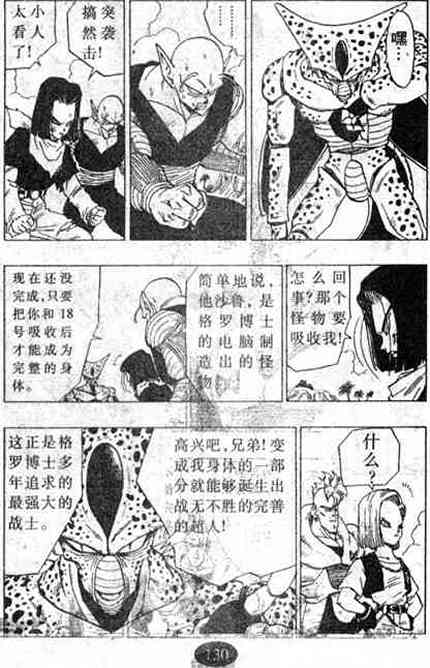 嘿…
………
搞突
然袭
击!
太小
看人
了!
怎么回
事?那个
怪物要
吸收我!
简单地说,
他沙鲁,是
格罗博士
的电脑制
造出的怪
物!
现在还没
完成,只要
把你和18
号吸收后
才能成为
完整的身
体。
什
么?
高兴吧,兄弟!变
成我身体的一部
分就能够诞生出
战无不胜的完善
的超人!
这正是格
罗博士多
年追求的
最强大的
战士。
130